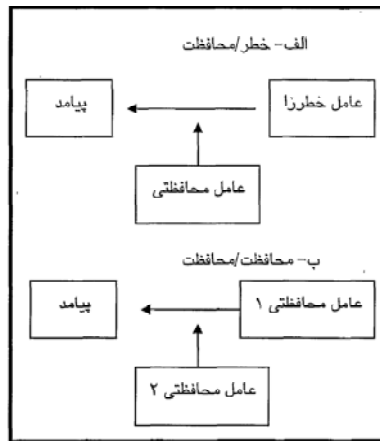 الف- خطر/محافظت
عامل خطرزا
پیامد
عامل محافظتی
ب- محافظت/محافظت
عامل محافظتی ۱
پیامد
عامل محافظتی ۲